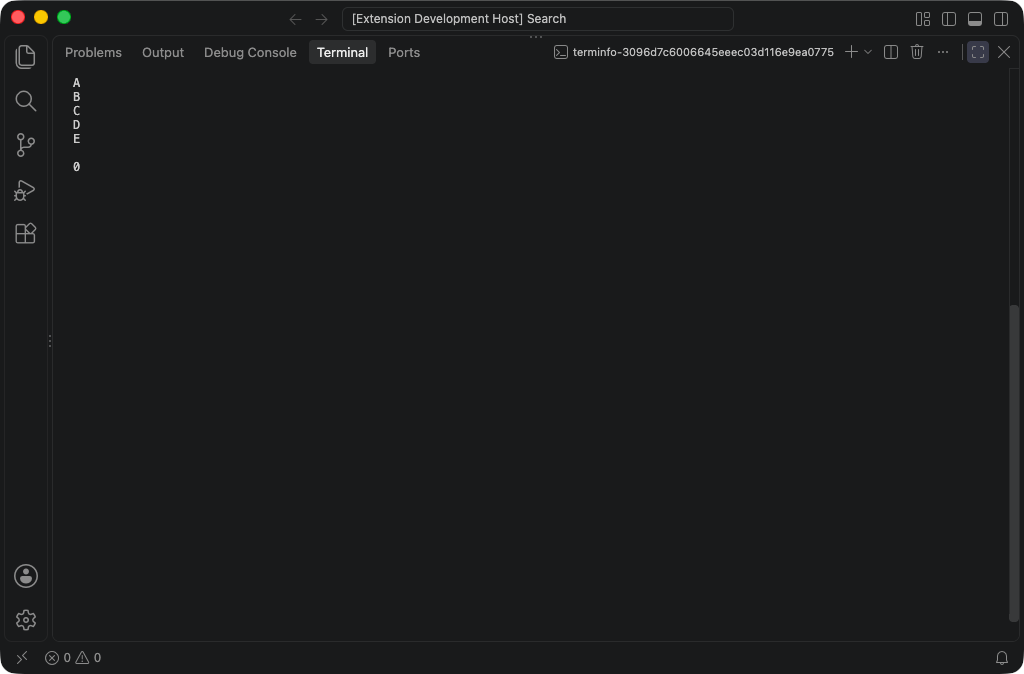 [Extension Development Host] Search
Problems Output Debug Console Terminal Ports terminfo-3096d7c6006645eeec03d116e9ea0775
A
B
C
D
E
0
0 0